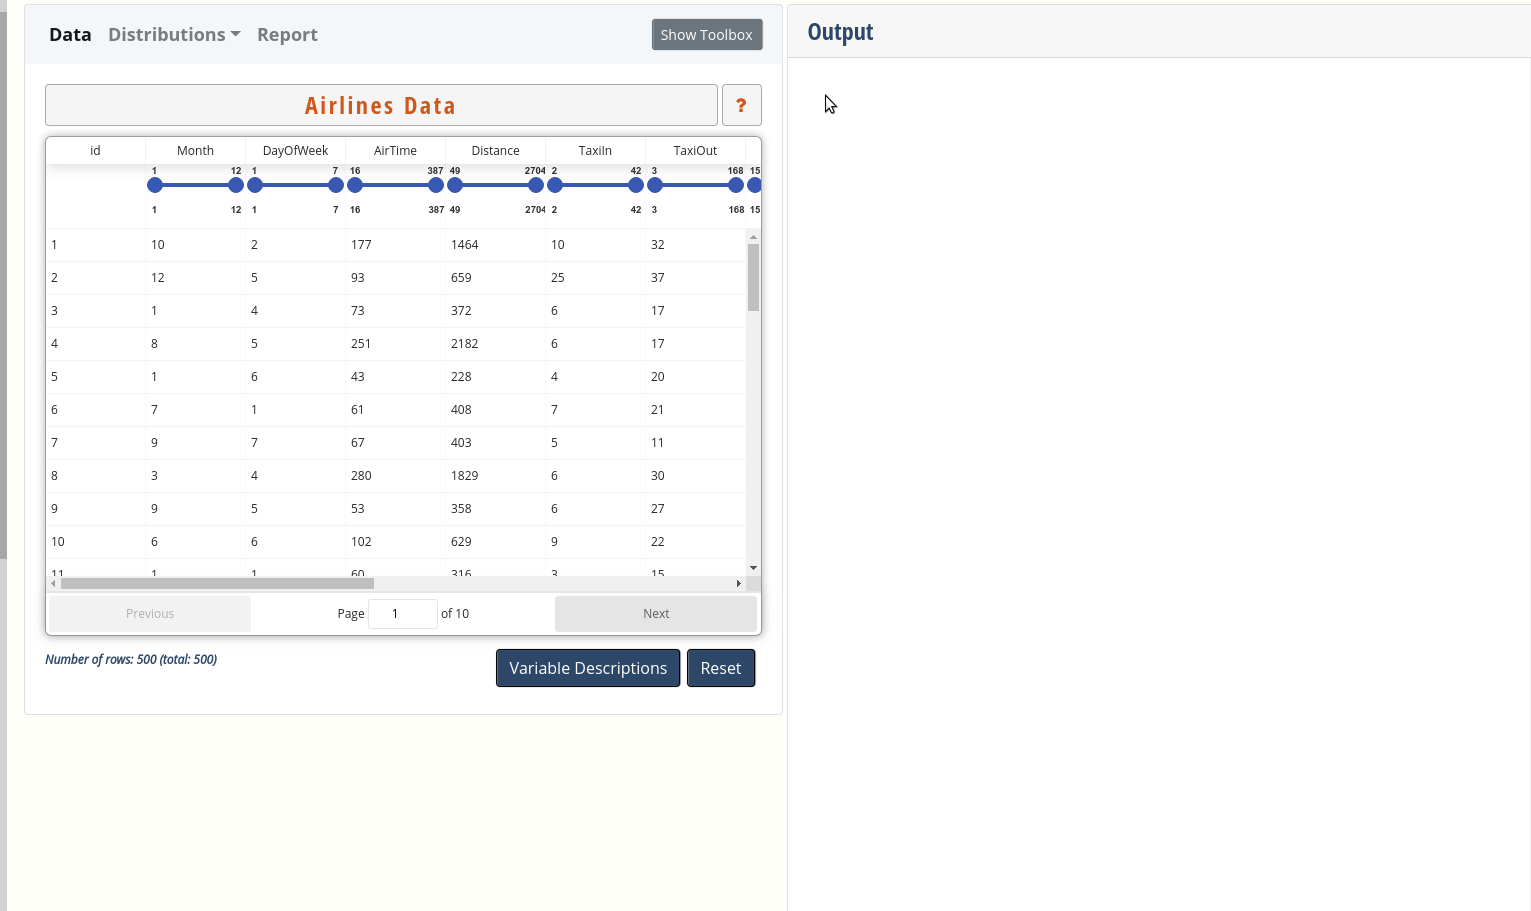 Data Distributions Report Show Toolbox
Output
Airlines Data ?
id Month DayOfWeek AirTime Distance TaxiIn TaxiOut
1 12 1 7 16 387 49 2704 2 42 3 168 15
1 12 1 7 16 387 49 2704 2 42 3 168 15
1 10 2 177 1464 10 32
2 12 5 93 659 25 37
3 1 4 73 372 6 17
4 8 5 251 2182 6 17
5 1 6 43 228 4 20
6 7 1 61 408 7 21
7 9 7 67 403 5 11
8 3 4 280 1829 6 30
9 9 5 53 358 6 27
10 6 6 102 629 9 22
11 1 1 60 316 3 15
Previous Page 1 of 10 Next
Number of rows: 500 (total: 500)
Variable Descriptions Reset